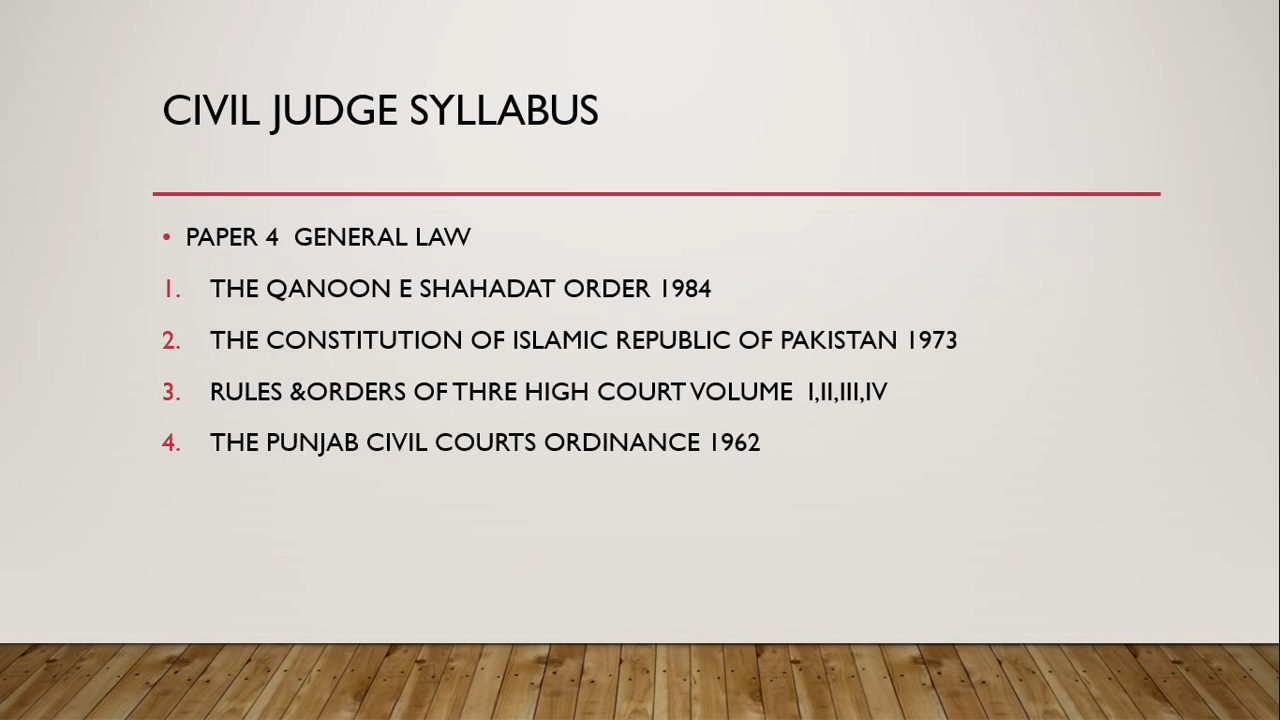 CIVIL JUDGE SYLLABUS
• PAPER 4 GENERAL LAW
1. THE QANOON E SHAHADAT ORDER 1984
2. THE CONSTITUTION OF ISLAMIC REPUBLIC OF PAKISTAN 1973
3. RULES &ORDERS OF THRE HIGH COURT VOLUME I,II,III,IV
4. THE PUNJAB CIVIL COURTS ORDINANCE 1962